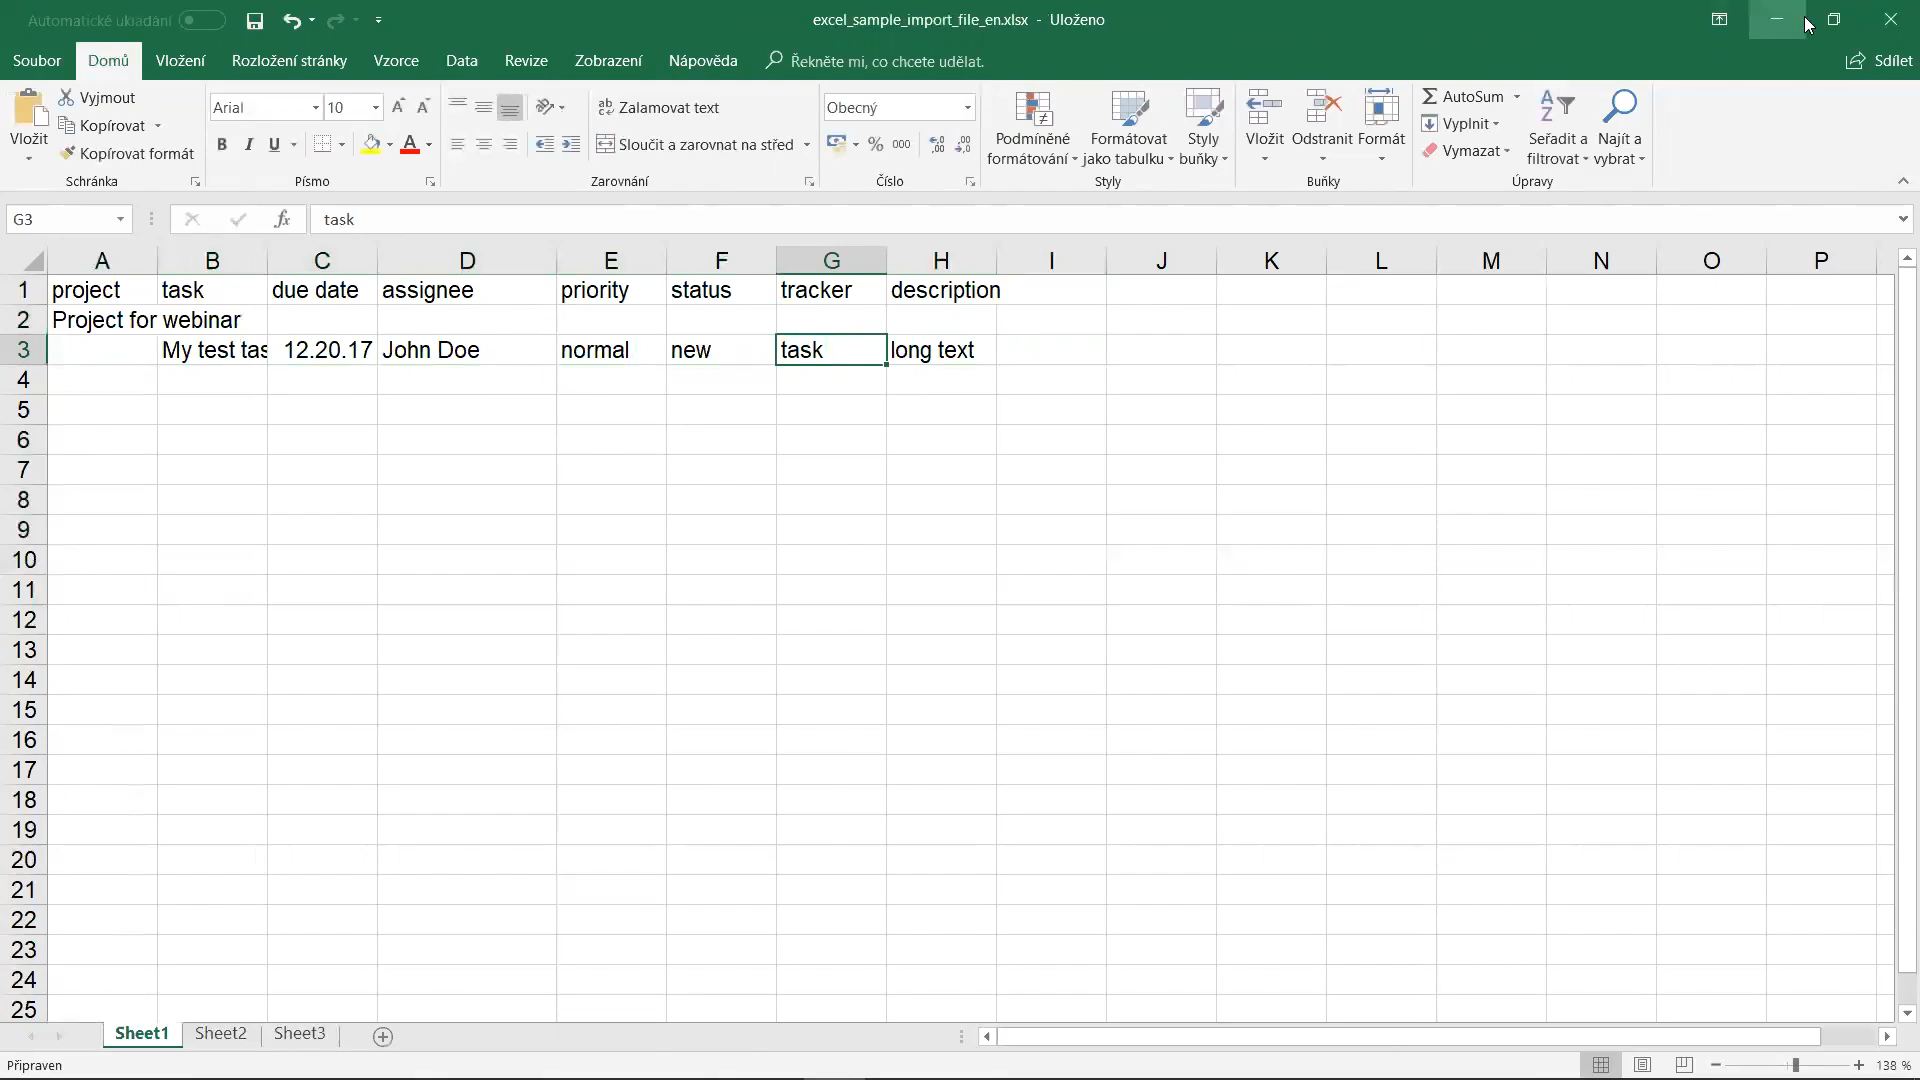 Automatické ukládání
excel_sample_import_file_en.xlsx - Uloženo
Soubor Domů Vložení Rozložení stránky Vzorce Data Revize Zobrazení Nápověda Řekněte mi, co chcete udělat. Sdílet
Vložit
Vyjmout
Kopírovat
Kopírovat formát
Schránka
Arial 10
B I U A
Písmo
Zalamovat text
Sloučit a zarovnat na střed
Zarovnání
Obecný
% 000
Číslo
Podmíněné formátování
Formátovat jako tabulku
Styly buňky
Styly
Vložit Odstranit Formát
Buňky
AutoSum
Vyplnit
Vymazat
Seřadit a filtrovat
Najít a vybrat
Úpravy
G3 fx task
A B C D E F G H I J K L M N O P
1 project task due date assignee priority status tracker description
2 Project for webinar
3 My test tas 12.20.17 John Doe normal new task long text
4
5
6
7
8
9
10
11
12
13
14
15
16
17
18
19
20
21
22
23
24
25
Sheet1 Sheet2 Sheet3
Připraven 138 %